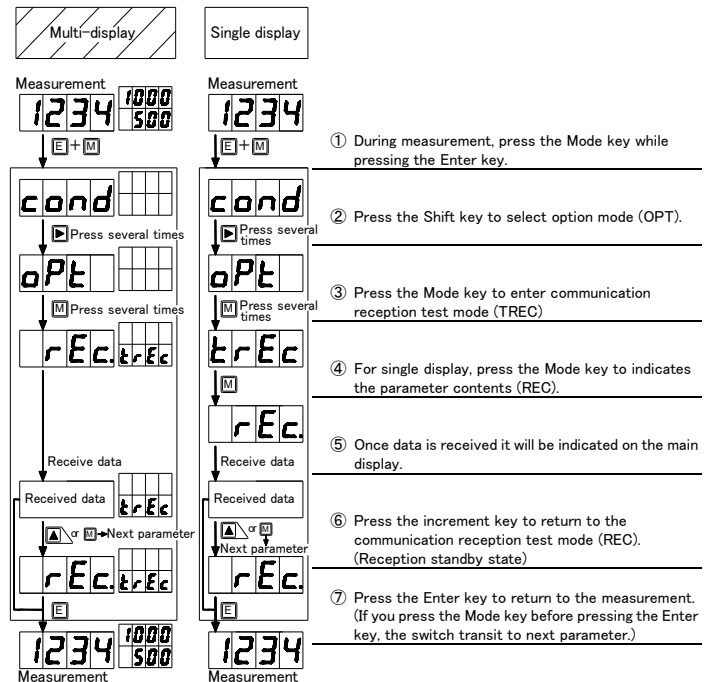 Multi-display
Single display
Measurement
1234
1000
500
E+M
cond
Press several times
oPt
M Press several times
rEc.
trEc
Receive data
Received data
trEc
or M Next parameter
rEc.
trEc
E
1234
1000
500
Measurement
Measurement
1234
E+M
cond
Press several
times
oPt
M Press several
times
trEc
M
rEc.
Receive data
Received data
or M
Next parameter
rEc.
E
1234
Measurement
① During measurement, press the Mode key while
pressing the Enter key.
② Press the Shift key to select option mode (OPT).
③ Press the Mode key to enter communication
reception test mode (TREC)
④ For single display, press the Mode key to indicates
the parameter contents (REC).
⑤ Once data is received it will be indicated on the main
display.
⑥ Press the increment key to return to the
communication reception test mode (REC).
(Reception standby state)
⑦ Press the Enter key to return to the measurement.
(If you press the Mode key before pressing the Enter
key, the switch transit to next parameter.)